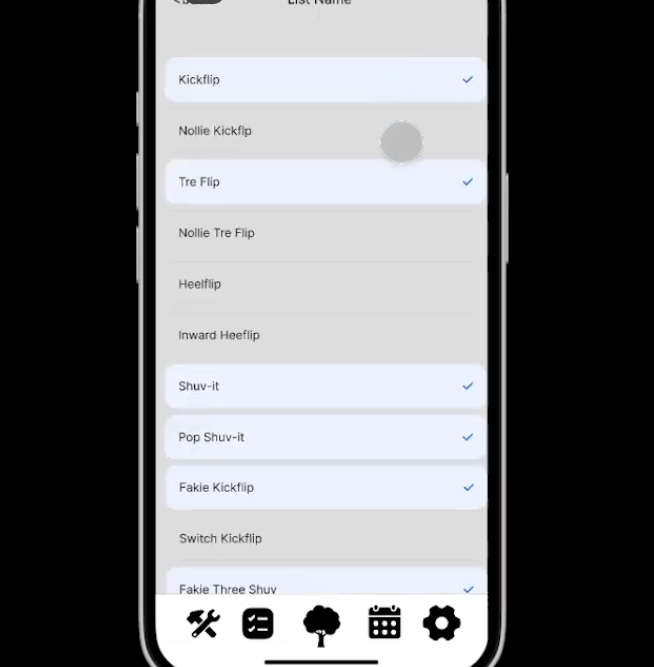 List Name
Kickflip
Nollie Kickflp
Tre Flip
Nollie Tre Flip
Heelflip
Inward Heeflip
Shuv-it
Pop Shuv-it
Fakie Kickflip
Switch Kickflip
Fakie Three Shuv